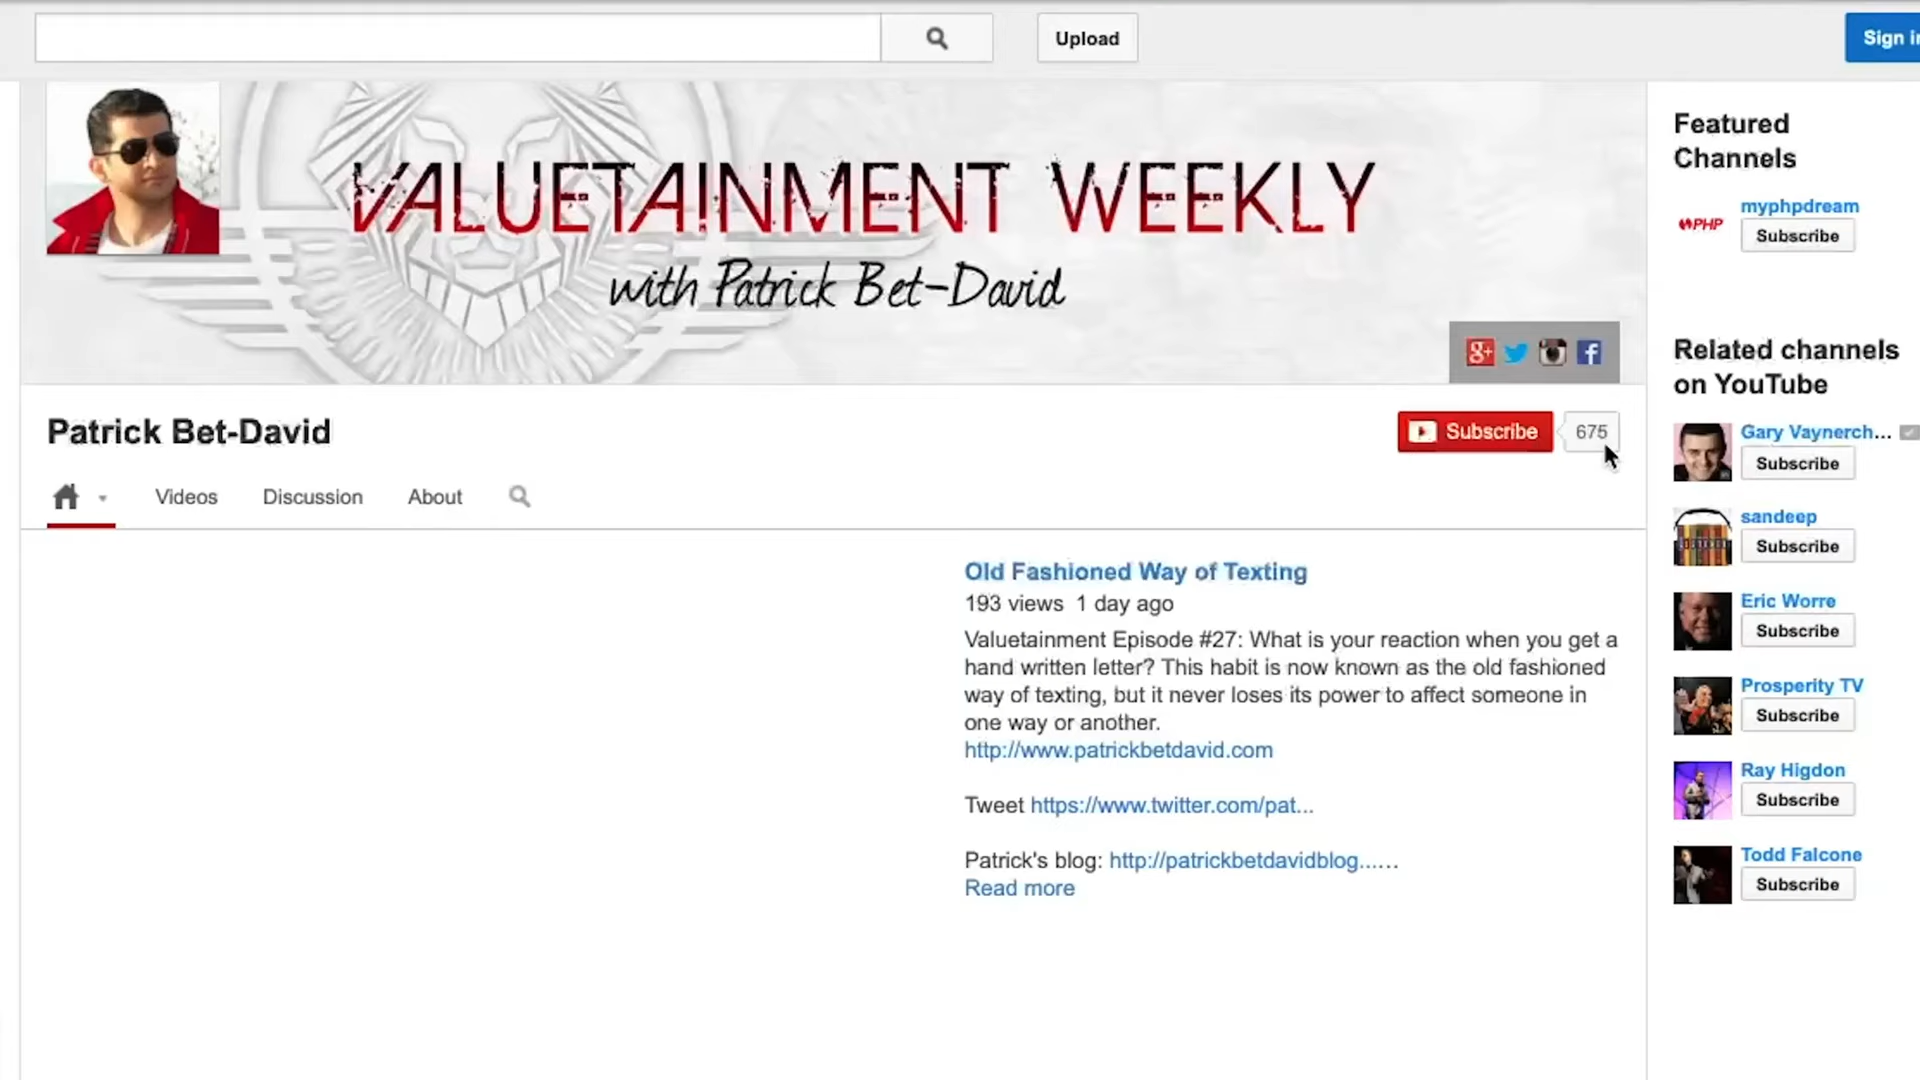 Upload
Sign in
VALUETAINMENT WEEKLY
with Patrick Bet-David
Patrick Bet-David
Subscribe 675
Videos Discussion About
Old Fashioned Way of Texting
193 views 1 day ago
Valuetainment Episode #27: What is your reaction when you get a
hand written letter? This habit is now known as the old fashioned
way of texting, but it never loses its power to affect someone in
one way or another.
http://www.patrickbetdavid.com
Tweet https://www.twitter.com/pat...
Patrick's blog: http://patrickbetdavidblog......
Read more
Featured
Channels
PHP
myphpdream
Subscribe
Related channels
on YouTube
Gary Vaynerch...
Subscribe
sandeep
Subscribe
Eric Worre
Subscribe
Prosperity TV
Subscribe
Ray Higdon
Subscribe
Todd Falcone
Subscribe